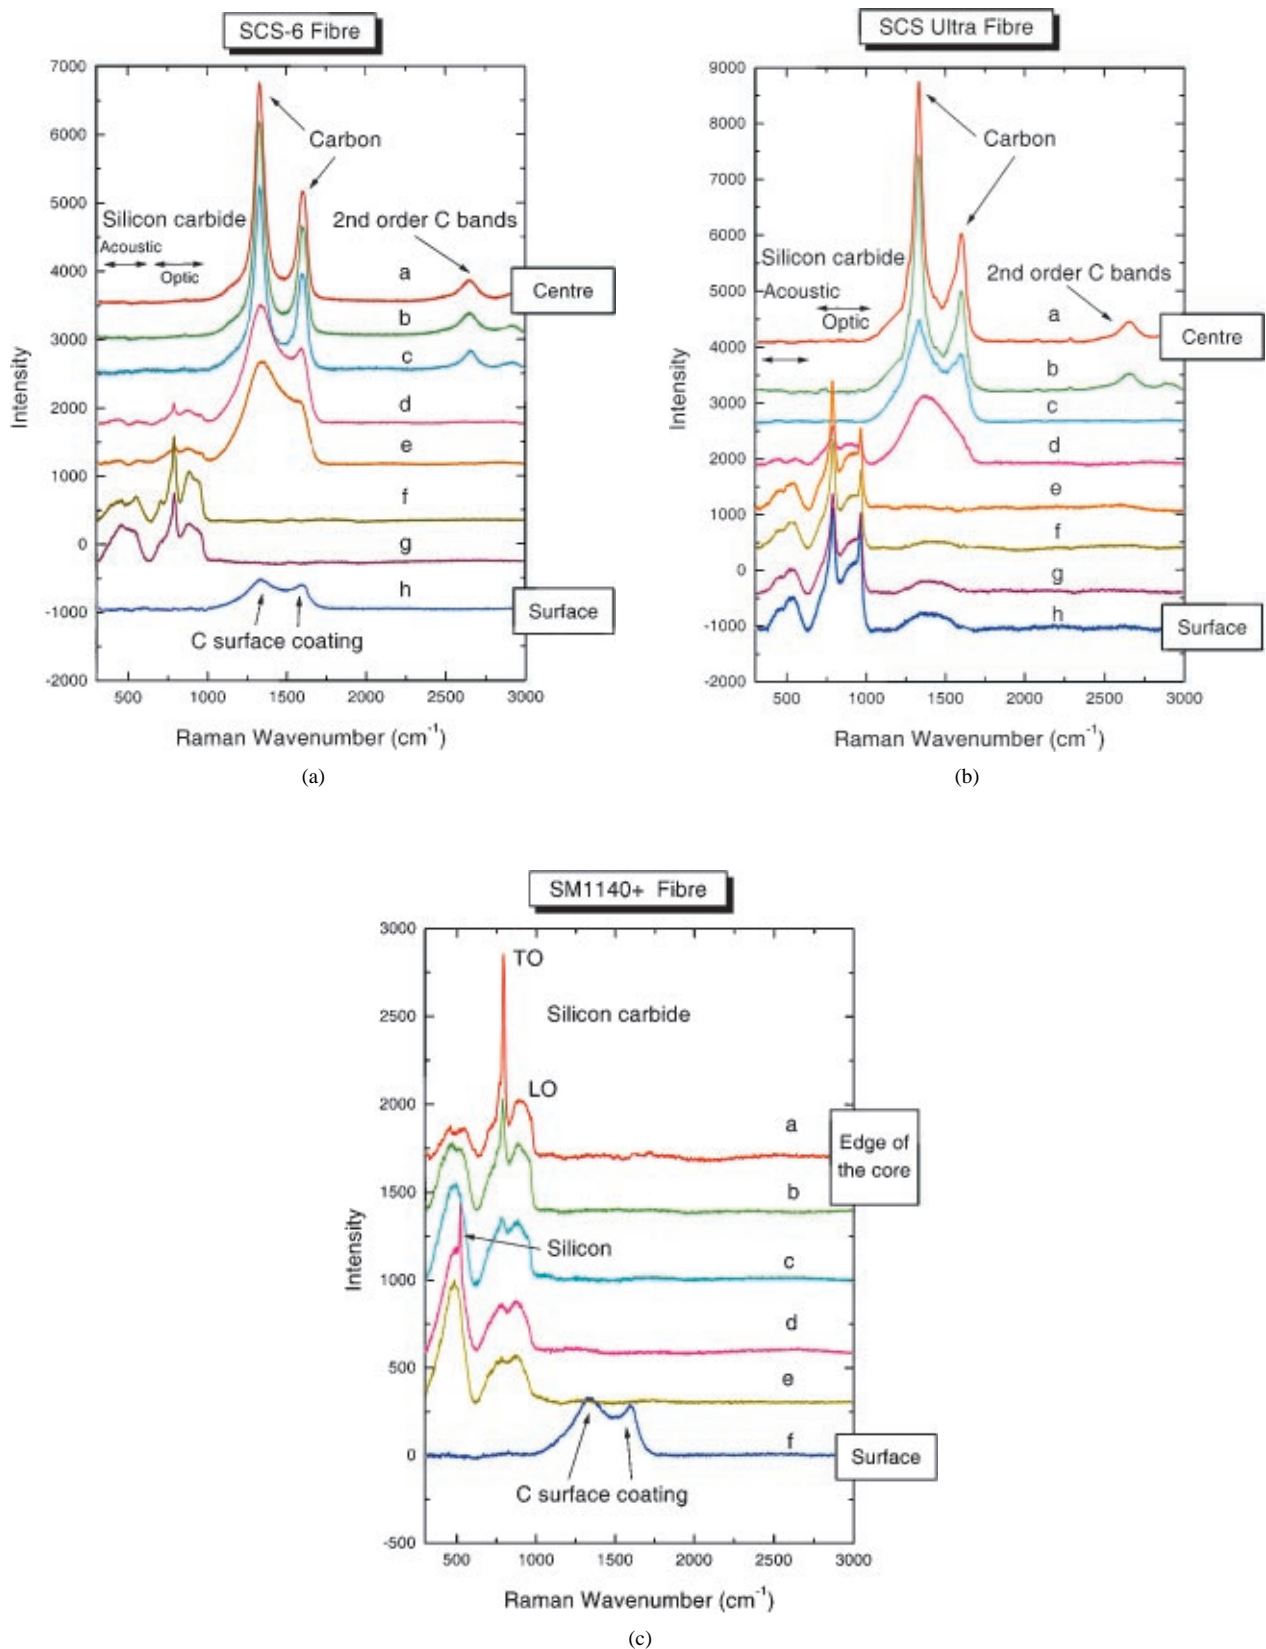 SCS-6 Fibre
7000
6000
5000
4000
3000
2000
1000
0
-1000
-2000
Intensity
Carbon
Silicon carbide
2nd order C bands
Acoustic
Optic
a
Centre
b
c
d
e
f
g
h
Surface
C surface coating
500 1000 1500 2000 2500 3000
Raman Wavenumber (cm⁻¹)
(a)
SCS Ultra Fibre
9000
8000
7000
6000
5000
4000
3000
2000
1000
0
-1000
-2000
Intensity
Carbon
Silicon carbide
2nd order C bands
Acoustic
Optic
a
Centre
b
c
d
e
f
g
h
Surface
500 1000 1500 2000 2500 3000
Raman Wavenumber (cm⁻¹)
(b)
SM1140+ Fibre
3000
2500
2000
1500
1000
500
0
-500
Intensity
TO
Silicon carbide
LO
a
Edge of
the core
b
Silicon
c
d
e
f
Surface
C surface coating
500 1000 1500 2000 2500 3000
Raman Wavenumber (cm⁻¹)
(c)